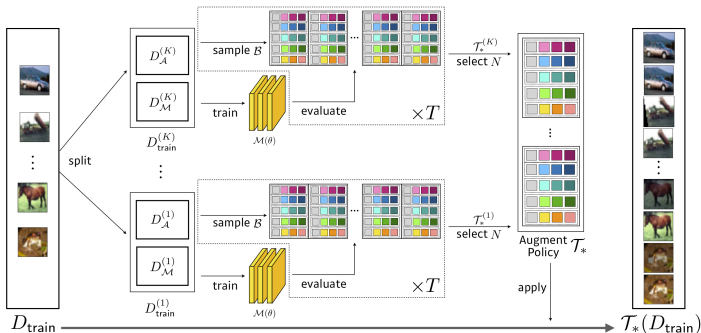 D_train
split
D_A^(K)
D_M^(K)
D_train^(K)
⋮
D_A^(1)
D_M^(1)
D_train^(1)
sample B
train
M(θ)
evaluate
...
×T
T_*^(K)
select N
sample B
train
M(θ)
evaluate
...
×T
T_*^(1)
select N
⋮
Augment
Policy
T_*
apply
⋮
T_*(D_train)